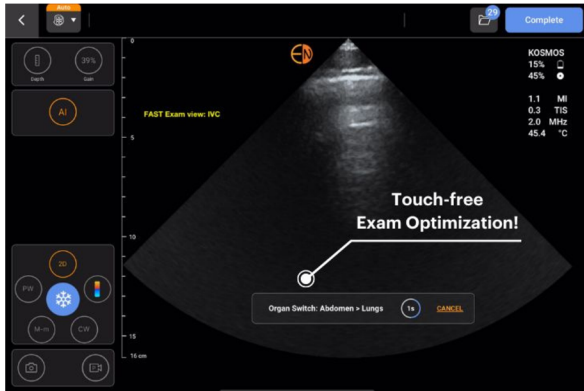 Auto
29
Complete
39%
Depth
Gain
AI
FAST Exam view: IVC
0
5
10
15
16 cm
EN
KOSMOS
15%
45%
1.1 MI
0.3 TIS
2.0 MHz
45.4 °C
Touch-free
Exam Optimization!
2D
PW
M-m
CW
Organ Switch: Abdomen > Lungs
1s
CANCEL